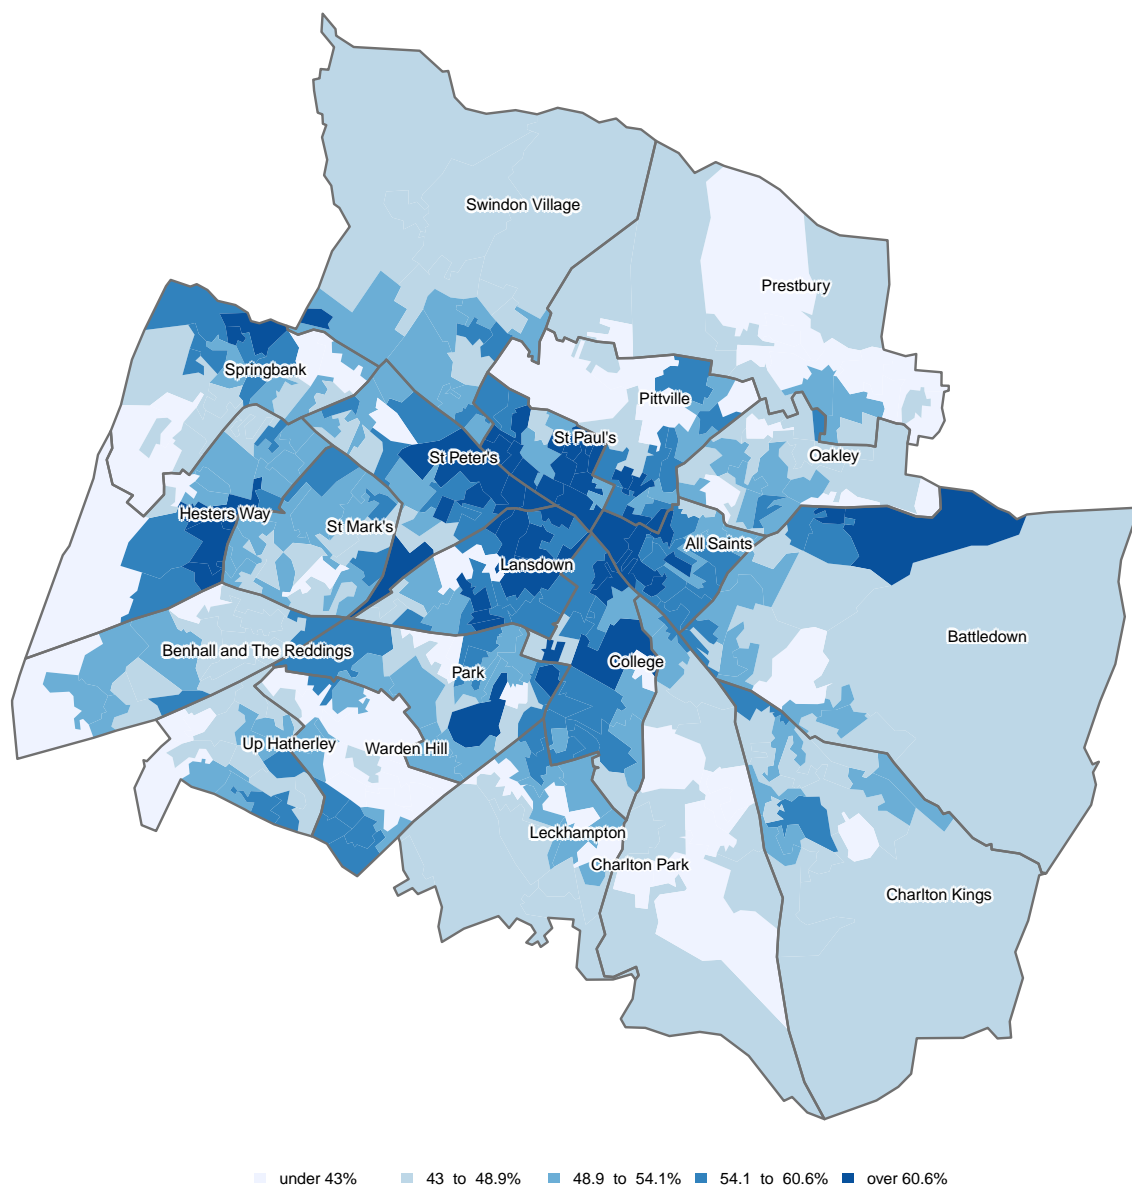 Swindon Village
Prestbury
Springbank
Pittville
St Paul's
St Peter's
Oakley
Hesters Way
St Mark's
All Saints
Lansdown
Battledown
Benhall and The Reddings
College
Park
Up Hatherley
Warden Hill
Leckhampton
Charlton Park
Charlton Kings
under 43% 43 to 48.9% 48.9 to 54.1% 54.1 to 60.6% over 60.6%